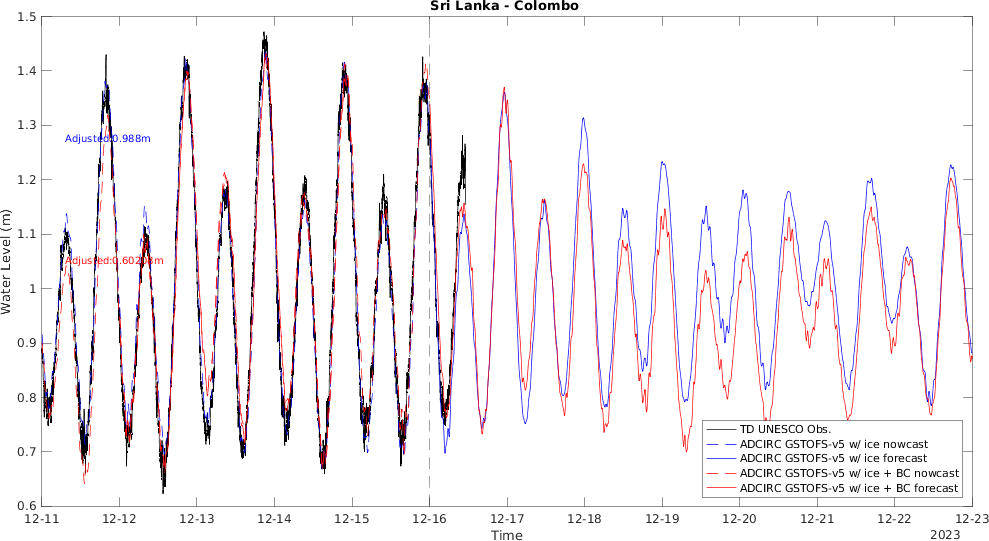 Sri Lanka - Colombo
1.5
1.4
1.3
1.2
1.1
1
0.9
0.8
0.7
0.6
Water Level (m)
Adjusted:0.988m
TD UNESCO Obs.
ADCIRC GSTOFS-v5 w/ ice nowcast
ADCIRC GSTOFS-v5 w/ ice forecast
ADCIRC GSTOFS-v5 w/ ice + BC nowcast
ADCIRC GSTOFS-v5 w/ ice + BC forecast
12-11 12-12 12-13 12-14 12-15 12-16 12-17 12-18 12-19 12-20 12-21 12-22 12-23
Time
2023